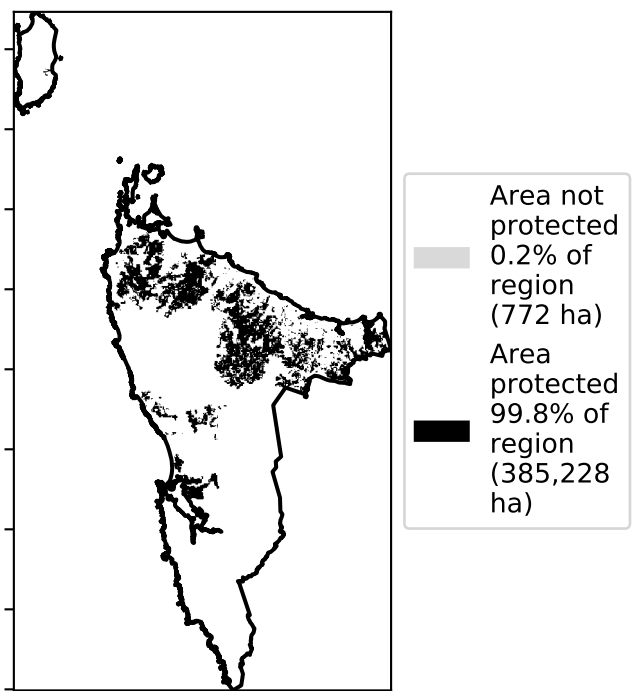 Area not
protected
0.2% of
region
(772 ha)
Area
protected
99.8% of
region
(385,228
ha)